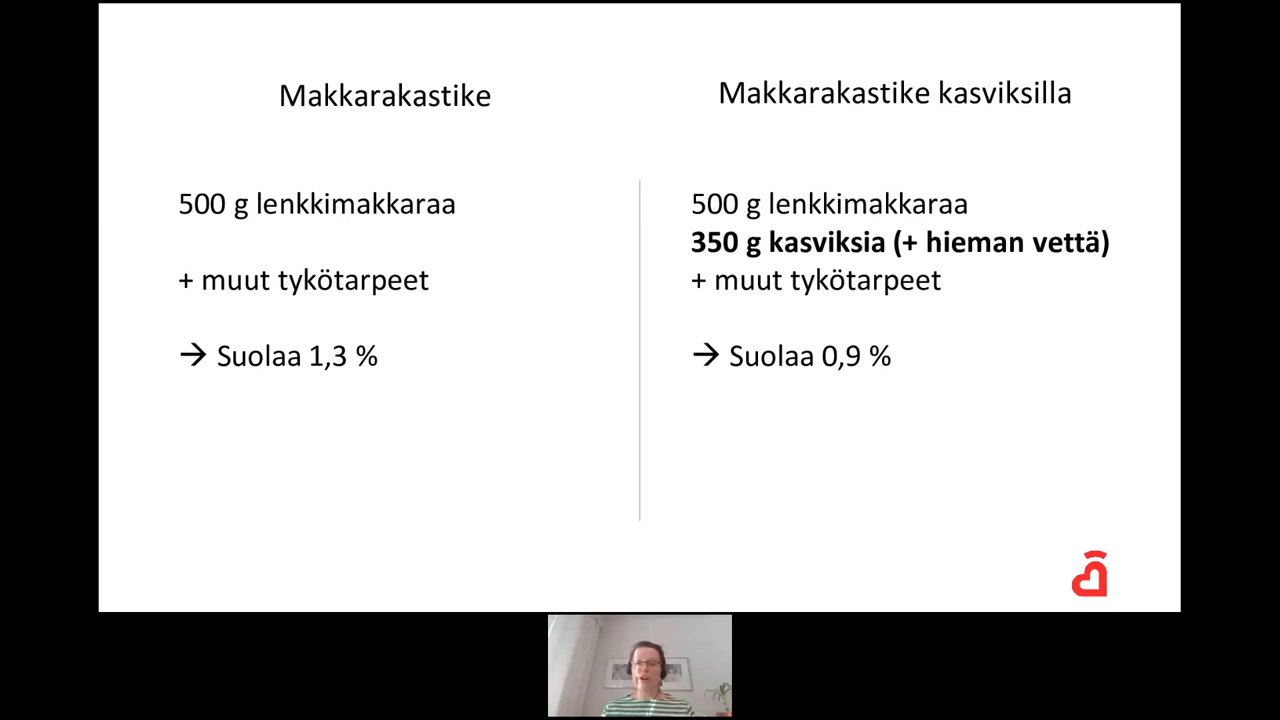 Makkarakastike
500 g lenkkimakkaraa
+ muut tykötarpeet
→ Suolaa 1,3 %
Makkarakastike kasviksilla
500 g lenkkimakkaraa
350 g kasviksia (+ hieman vettä)
+ muut tykötarpeet
→ Suolaa 0,9 %